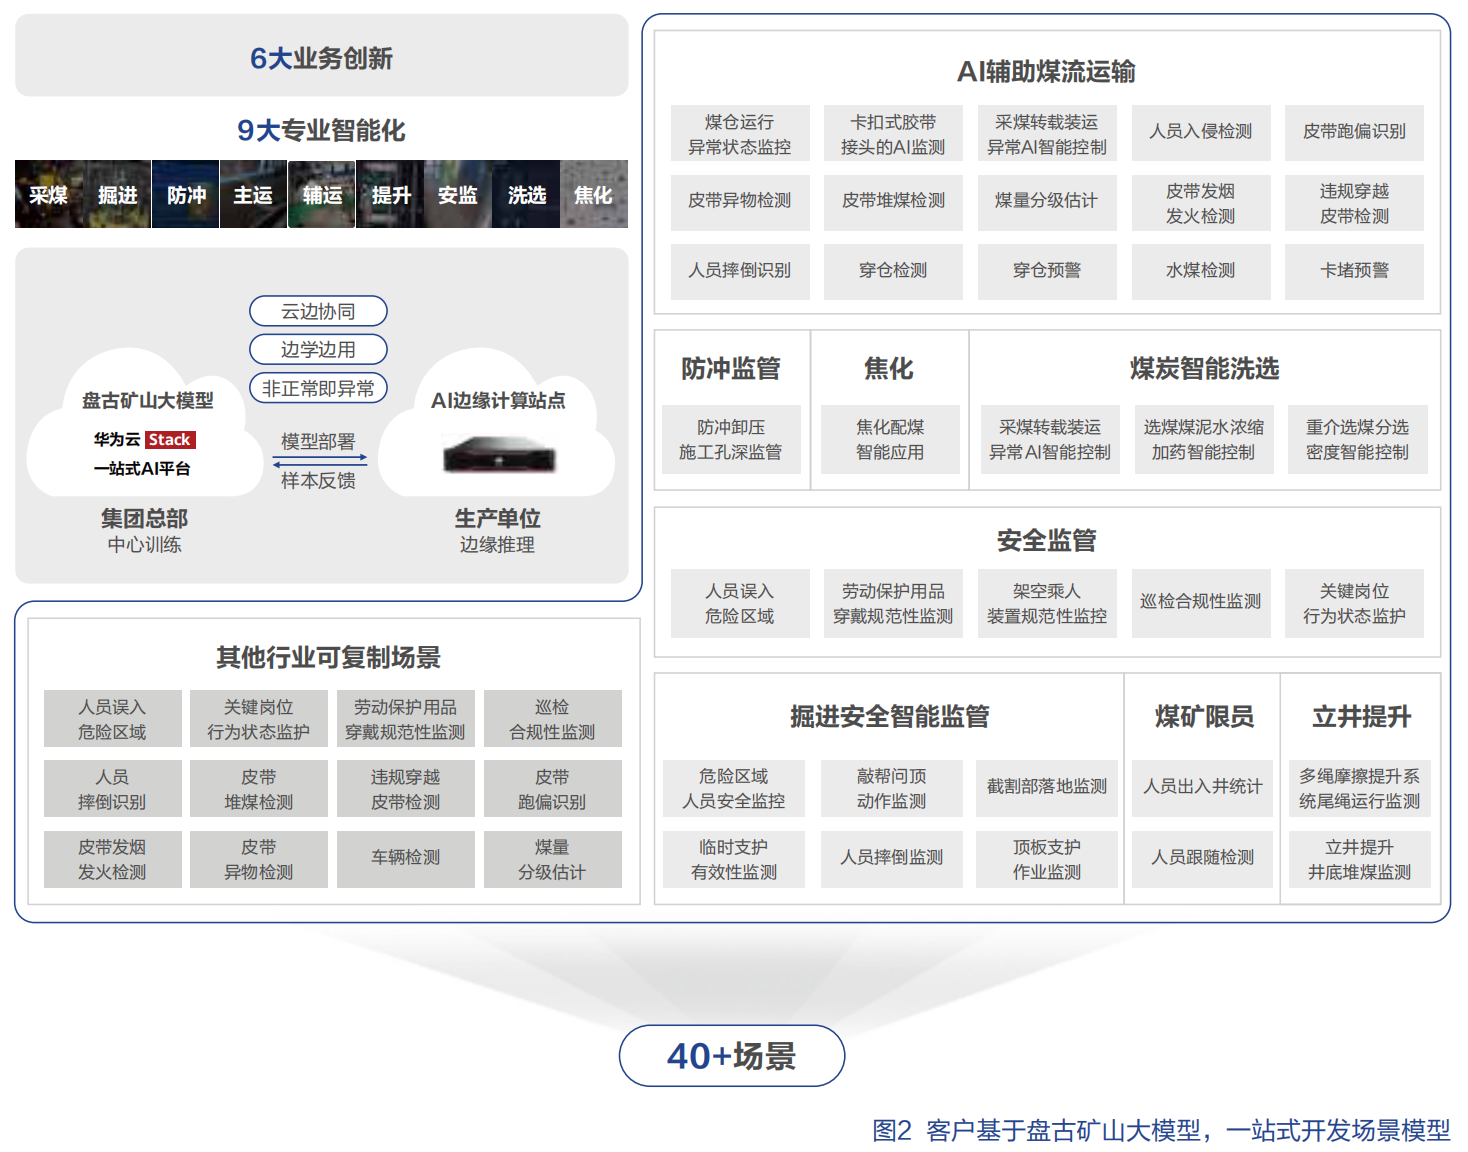 6大业务创新
9大专业智能化
采煤
掘进
防冲
主运
辅运
提升
安监
洗选
焦化
云边协同
边学边用
非正常即异常
盘古矿山大模型
华为云 Stack
一站式AI平台
模型部署
样本反馈
AI边缘计算站点
集团总部
中心训练
生产单位
边缘推理
AI辅助煤流运输
煤仓运行
异常状态监控
卡扣式胶带
接头的AI监测
采煤转载装运
异常AI智能控制
人员入侵检测
皮带跑偏识别
皮带异物检测
皮带堆煤检测
煤量分级估计
皮带发烟
发火检测
违规穿越
皮带检测
人员摔倒识别
穿仓检测
穿仓预警
水煤检测
卡堵预警
防冲监管
防冲卸压
施工孔深监管
焦化
焦化配煤
智能应用
煤炭智能洗选
采煤转载装运
异常AI智能控制
选煤煤泥水浓缩
加药智能控制
重介选煤分选
密度智能控制
安全监管
人员误入
危险区域
劳动保护用品
穿戴规范性监测
架空乘人
装置规范性监控
巡检合规性监测
关键岗位
行为状态监护
其他行业可复制场景
人员误入
危险区域
关键岗位
行为状态监护
劳动保护用品
穿戴规范性监测
巡检
合规性监测
人员
摔倒识别
皮带
堆煤检测
违规穿越
皮带检测
皮带
跑偏识别
皮带发烟
发火检测
皮带
异物检测
车辆检测
煤量
分级估计
掘进安全智能监管
危险区域
人员安全监控
敲帮问顶
动作监测
截割部落地监测
临时支护
有效性监测
人员摔倒监测
顶板支护
作业监测
煤矿限员
人员出入井统计
人员跟随检测
立井提升
多绳摩擦提升系
统尾绳运行监测
立井提升
井底堆煤监测
40+场景
图2 客户基于盘古矿山大模型，一站式开发场景模型